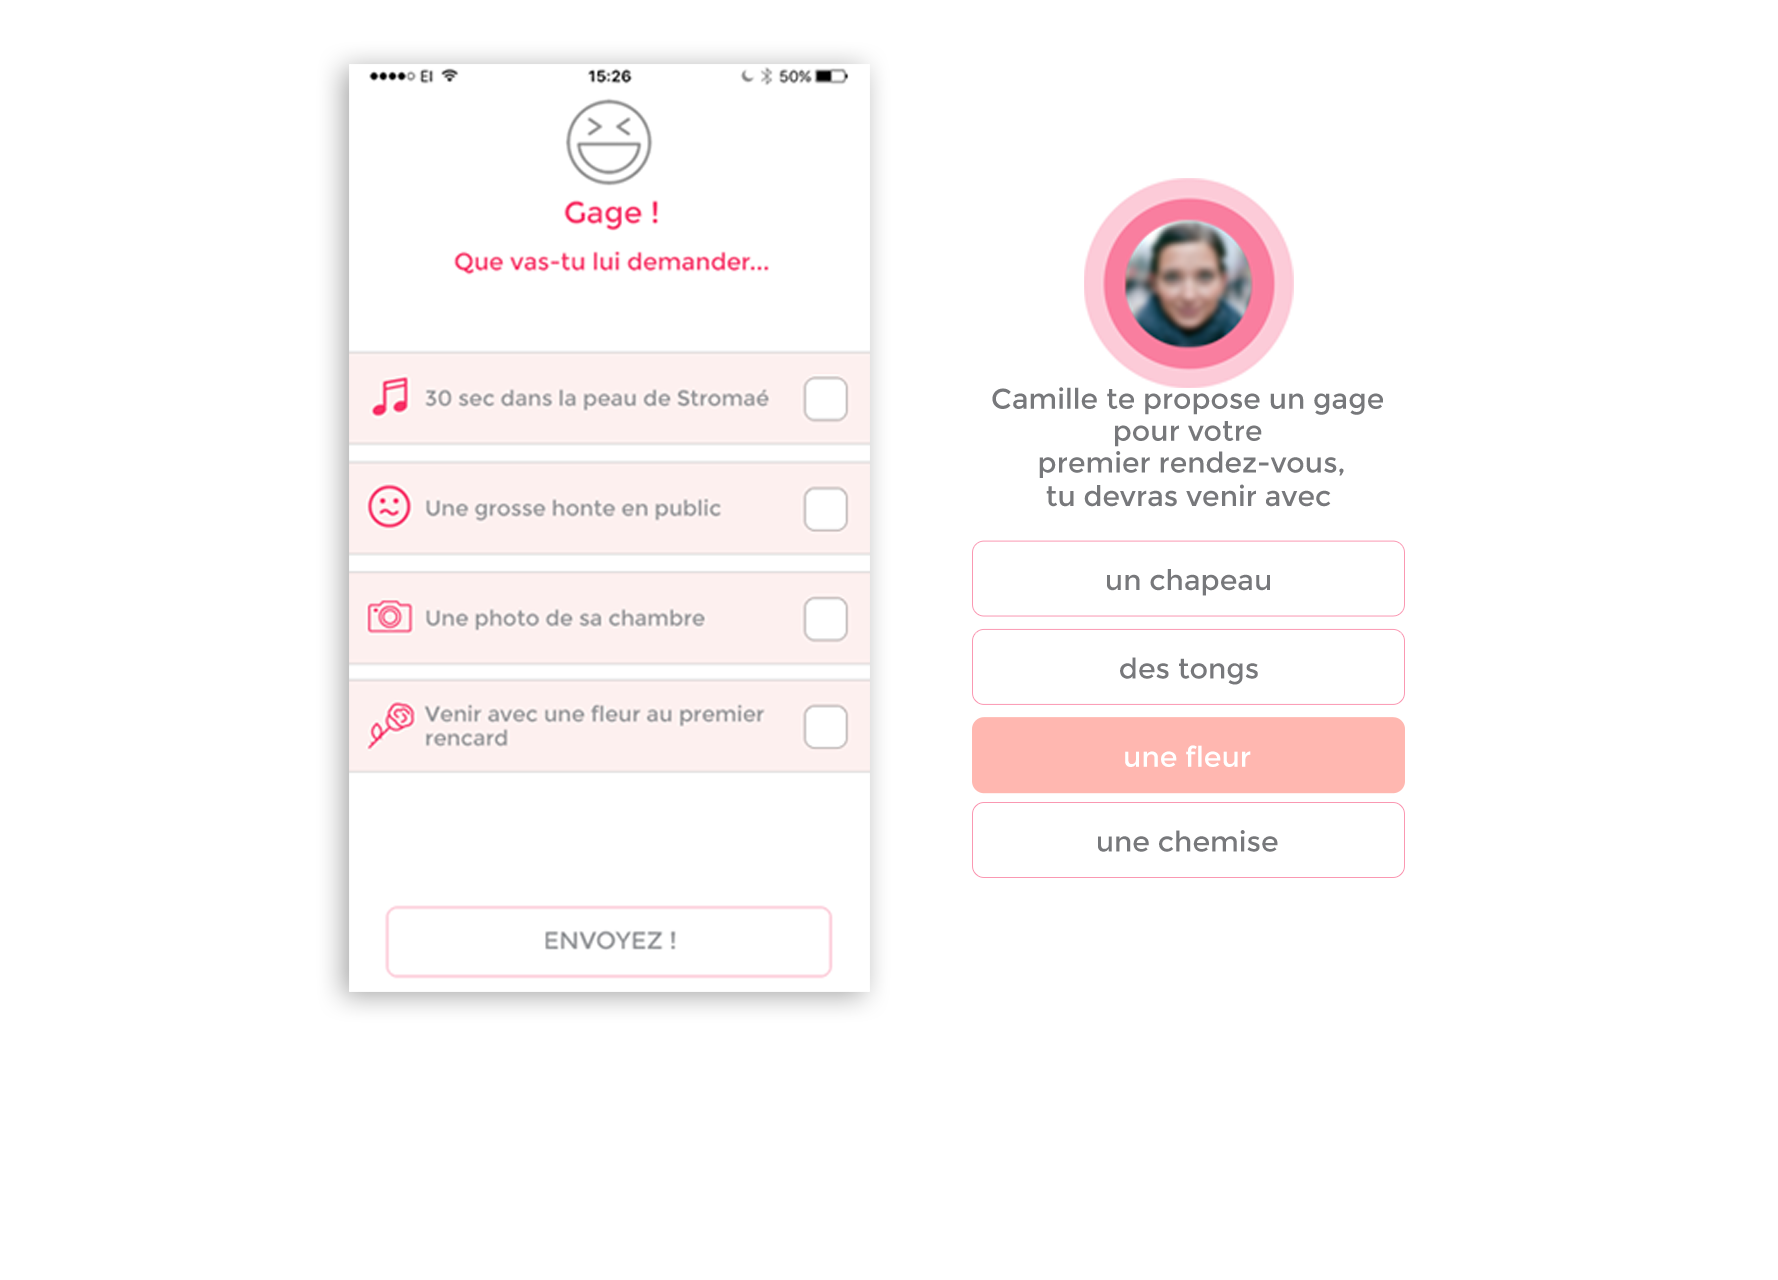 EI 15:26 50%
Gage !
Que vas-tu lui demander...
30 sec dans la peau de Stromaé
Une grosse honte en public
Une photo de sa chambre
Venir avec une fleur au premier
rencard
ENVOYEZ !
Camille te propose un gage
pour votre
premier rendez-vous,
tu devras venir avec
un chapeau
des tongs
une fleur
une chemise